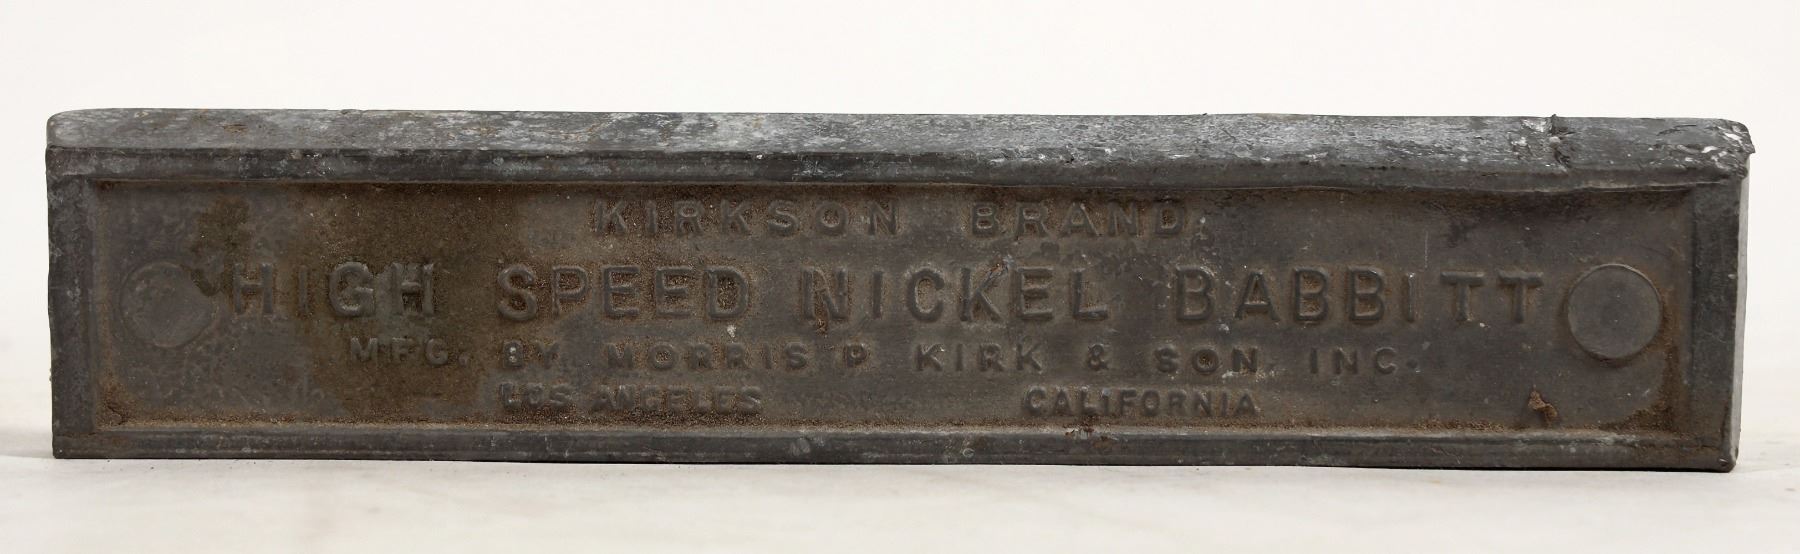 KIRKSON BRAND
HIGH SPEED NICKEL BABBITT
MFG. BY MORRIS P. KIRK & SON. INC.
LOS ANGELES CALIFORNIA